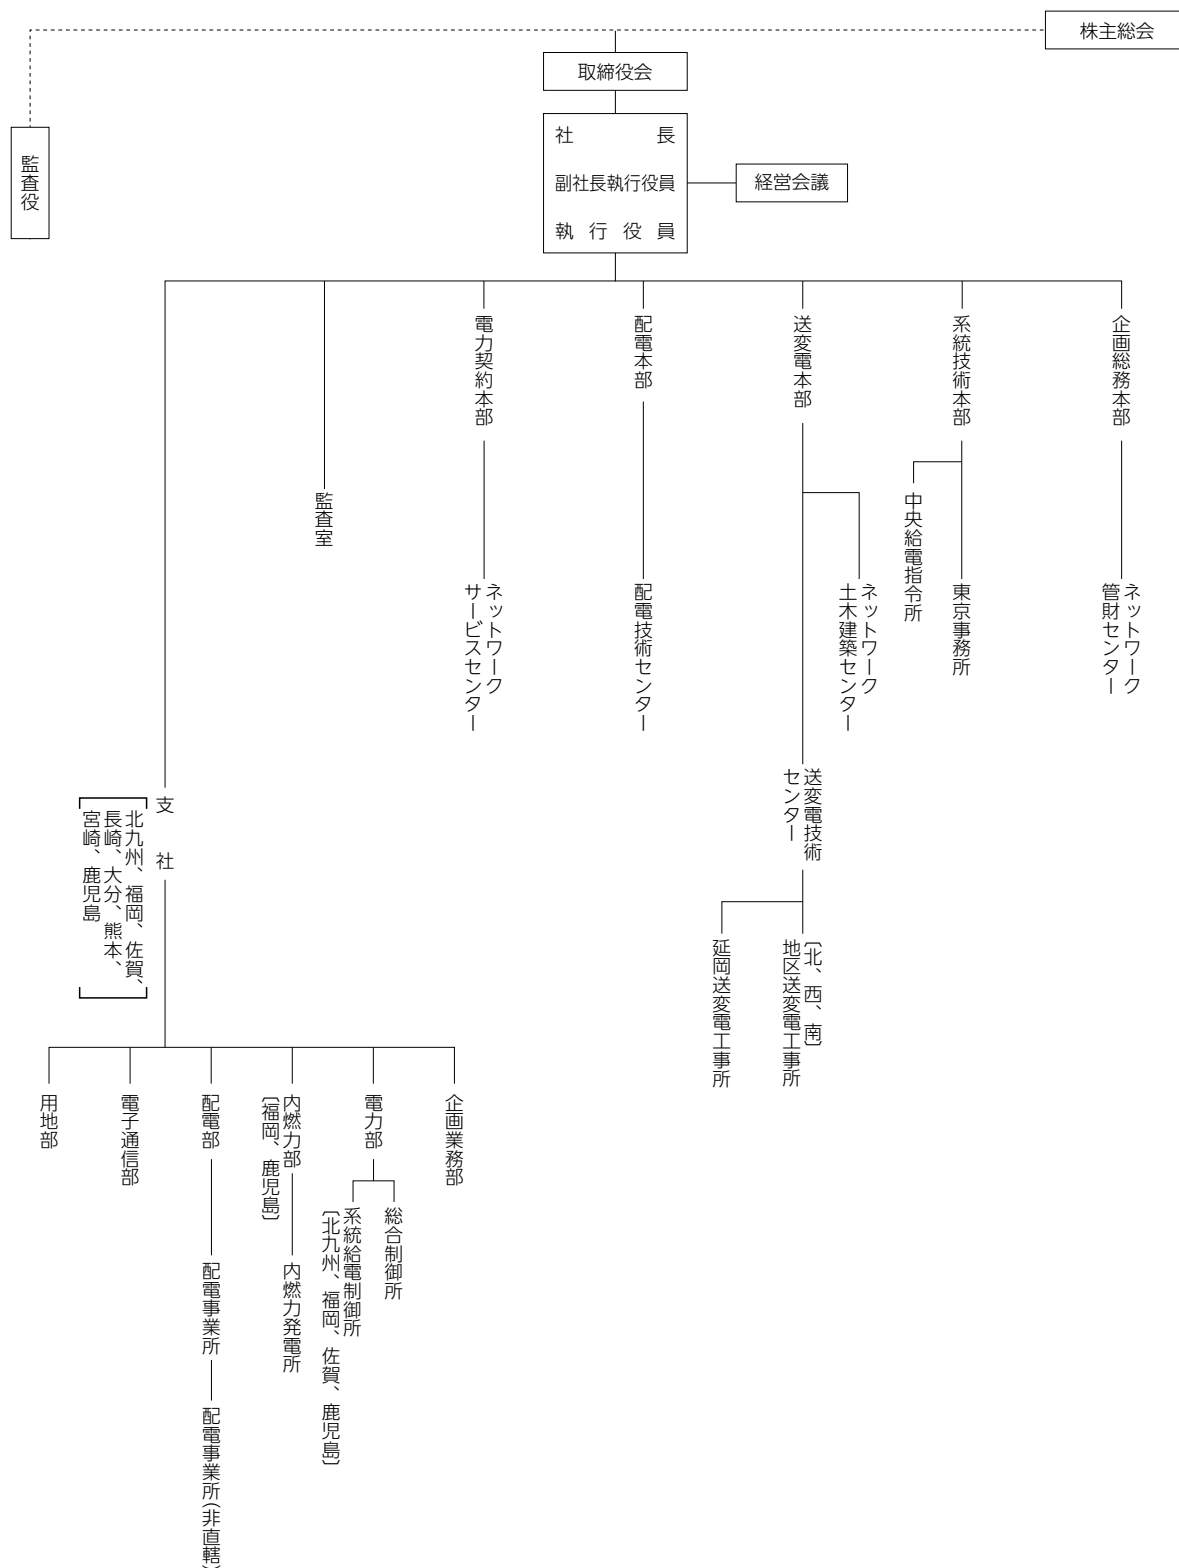 株主総会
取締役会
社長
副社長執行役員
執行役員
経営会議
監査役
企画総務本部
系統技術本部
送変電本部
配電本部
電力契約本部
監査室
ネットワーク
管財センター
東京事務所
中央給電指令所
ネットワーク
土木建築センター
配電技術センター
ネットワーク
サービスセンター
送変電技術
センター
〔北、西、南〕
地区送変電工事所
延岡送変電工事所
支社
北九州、福岡、佐賀、
長崎、大分、熊本、
宮崎、鹿児島
企画業務部
電力部
内燃力部
〔福岡、鹿児島〕
配電部
電子通信部
用地部
総合制御所
系統給電制御所
〔北九州、福岡、佐賀、鹿児島〕
内燃力発電所
配電事業所
配電事業所(非直轄)